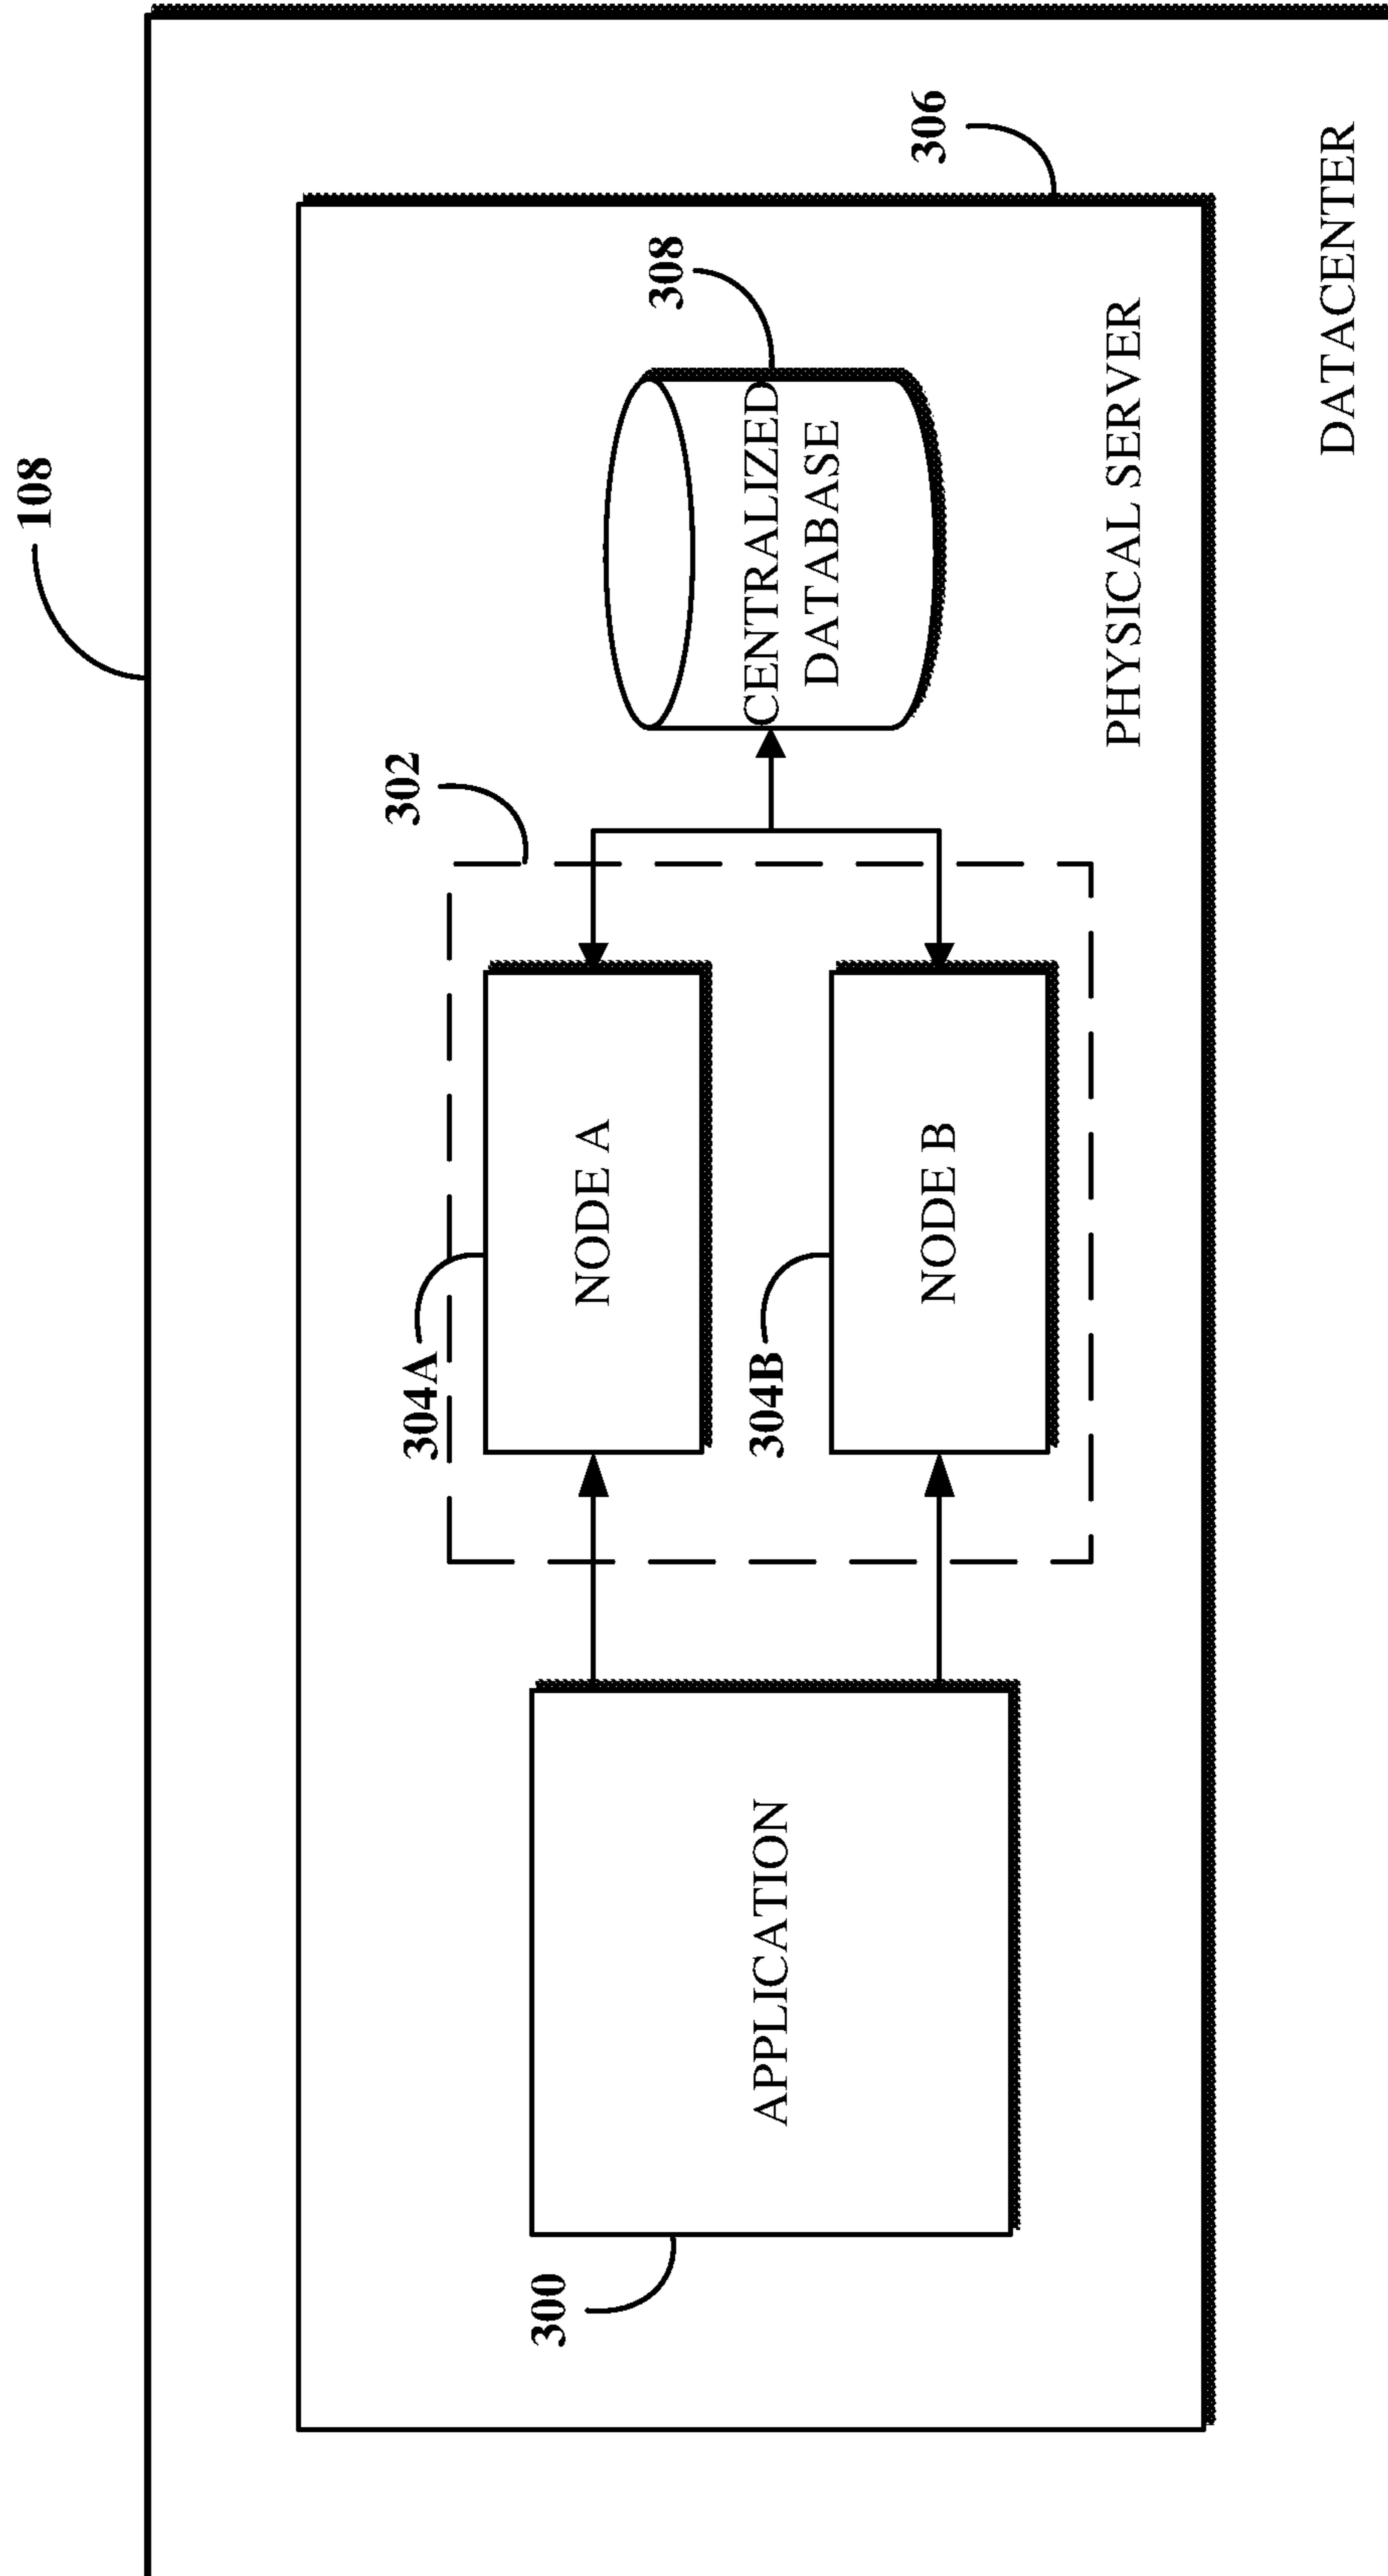 108
306
308
302
304A
NODE A
CENTRALIZED
DATABASE
304B
NODE B
300
APPLICATION
PHYSICAL SERVER
DATACENTER